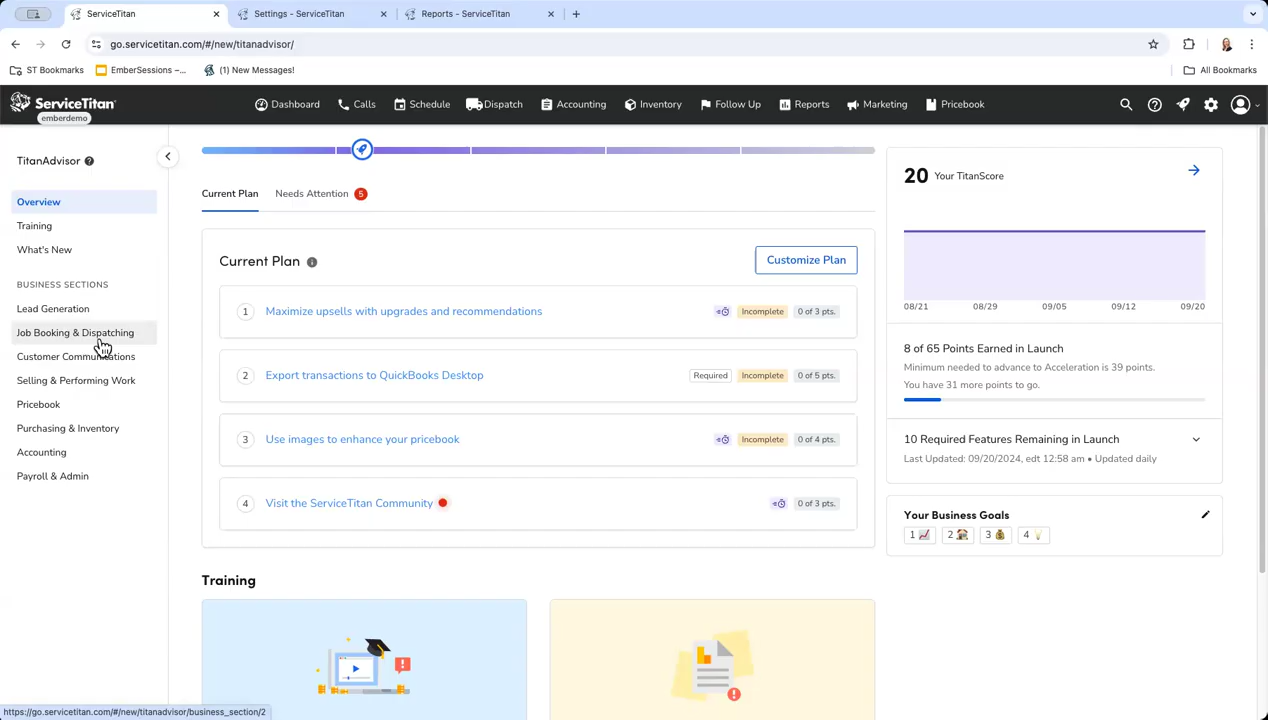 ServiceTitan
Settings - ServiceTitan
Reports - ServiceTitan
go.servicetitan.com/#/new/titanadvisor/
ST Bookmarks
EmberSessions –...
(1) New Messages!
All Bookmarks
ServiceTitan
emberdemo
Dashboard
Calls
Schedule
Dispatch
Accounting
Inventory
Follow Up
Reports
Marketing
Pricebook
TitanAdvisor
Overview
Training
What's New
BUSINESS SECTIONS
Lead Generation
Job Booking & Dispatching
Customer Communications
Selling & Performing Work
Pricebook
Purchasing & Inventory
Accounting
Payroll & Admin
Current Plan
Needs Attention 5
Current Plan
Customize Plan
1 Maximize upsells with upgrades and recommendations Incomplete 0 of 3 pts.
2 Export transactions to QuickBooks Desktop Required Incomplete 0 of 5 pts.
3 Use images to enhance your pricebook Incomplete 0 of 4 pts.
4 Visit the ServiceTitan Community 0 of 3 pts.
Training
20 Your TitanScore
08/21 08/29 09/05 09/12 09/20
8 of 65 Points Earned in Launch
Minimum needed to advance to Acceleration is 39 points.
You have 31 more points to go.
10 Required Features Remaining in Launch
Last Updated: 09/20/2024, edt 12:58 am • Updated daily
Your Business Goals
1 2 3 4
https://go.servicetitan.com/#/new/titanadvisor/business_section/2